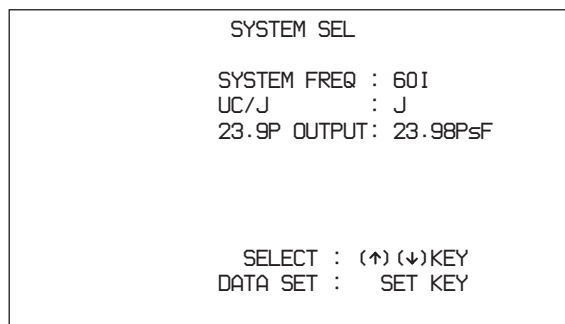 SYSTEM SEL
SYSTEM FREQ : 60I
UC/J : J
23.9P OUTPUT: 23.98PsF
SELECT : (↑)(↓)KEY
DATA SET : SET KEY